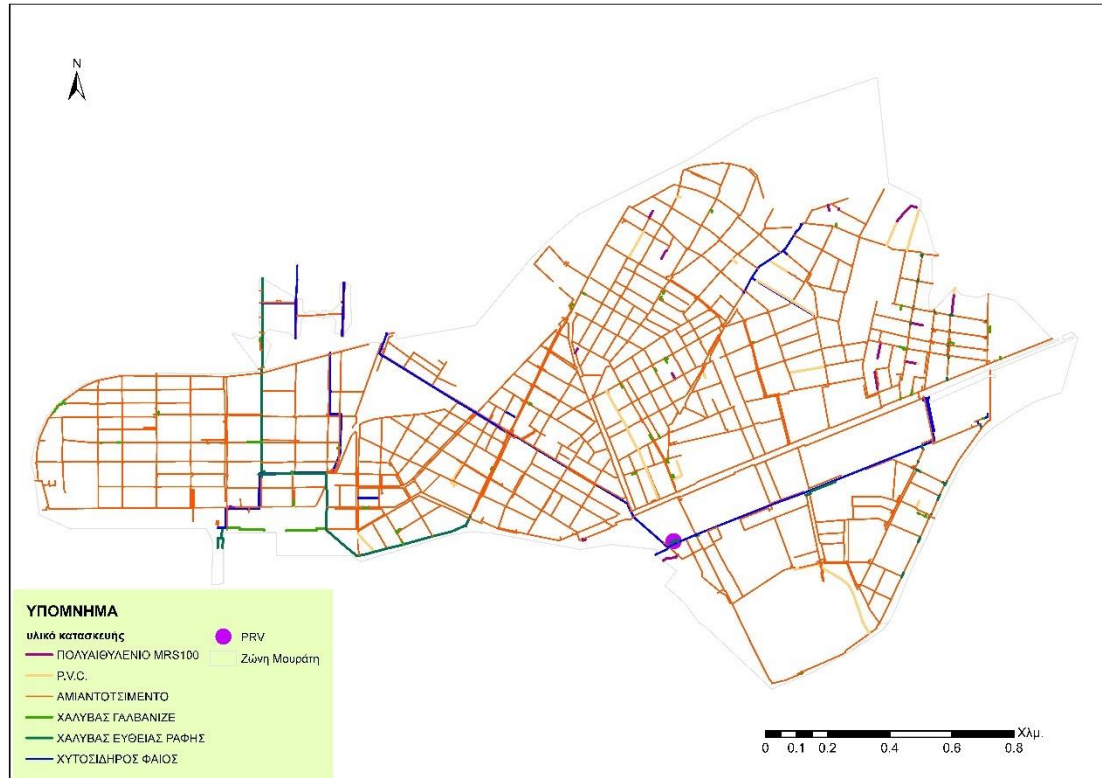 N
ΥΠΟΜΝΗΜΑ
υλικό κατασκευής
PRV
ΠΟΛΥΑΙΘΥΛΕΝΙΟ MRS100
Ζώνη Μουράτη
P.V.C.
ΑΜΙΑΝΤΟΤΣΙΜΕΝΤΟ
ΧΑΛΥΒΑΣ ΓΑΛΒΑΝΙΖΕ
ΧΑΛΥΒΑΣ ΕΥΘΕΙΑΣ ΡΑΦΗΣ
ΧΥΤΟΣΙΔΗΡΟΣ ΦΑΙΟΣ
Χλμ.
0 0.1 0.2 0.4 0.6 0.8